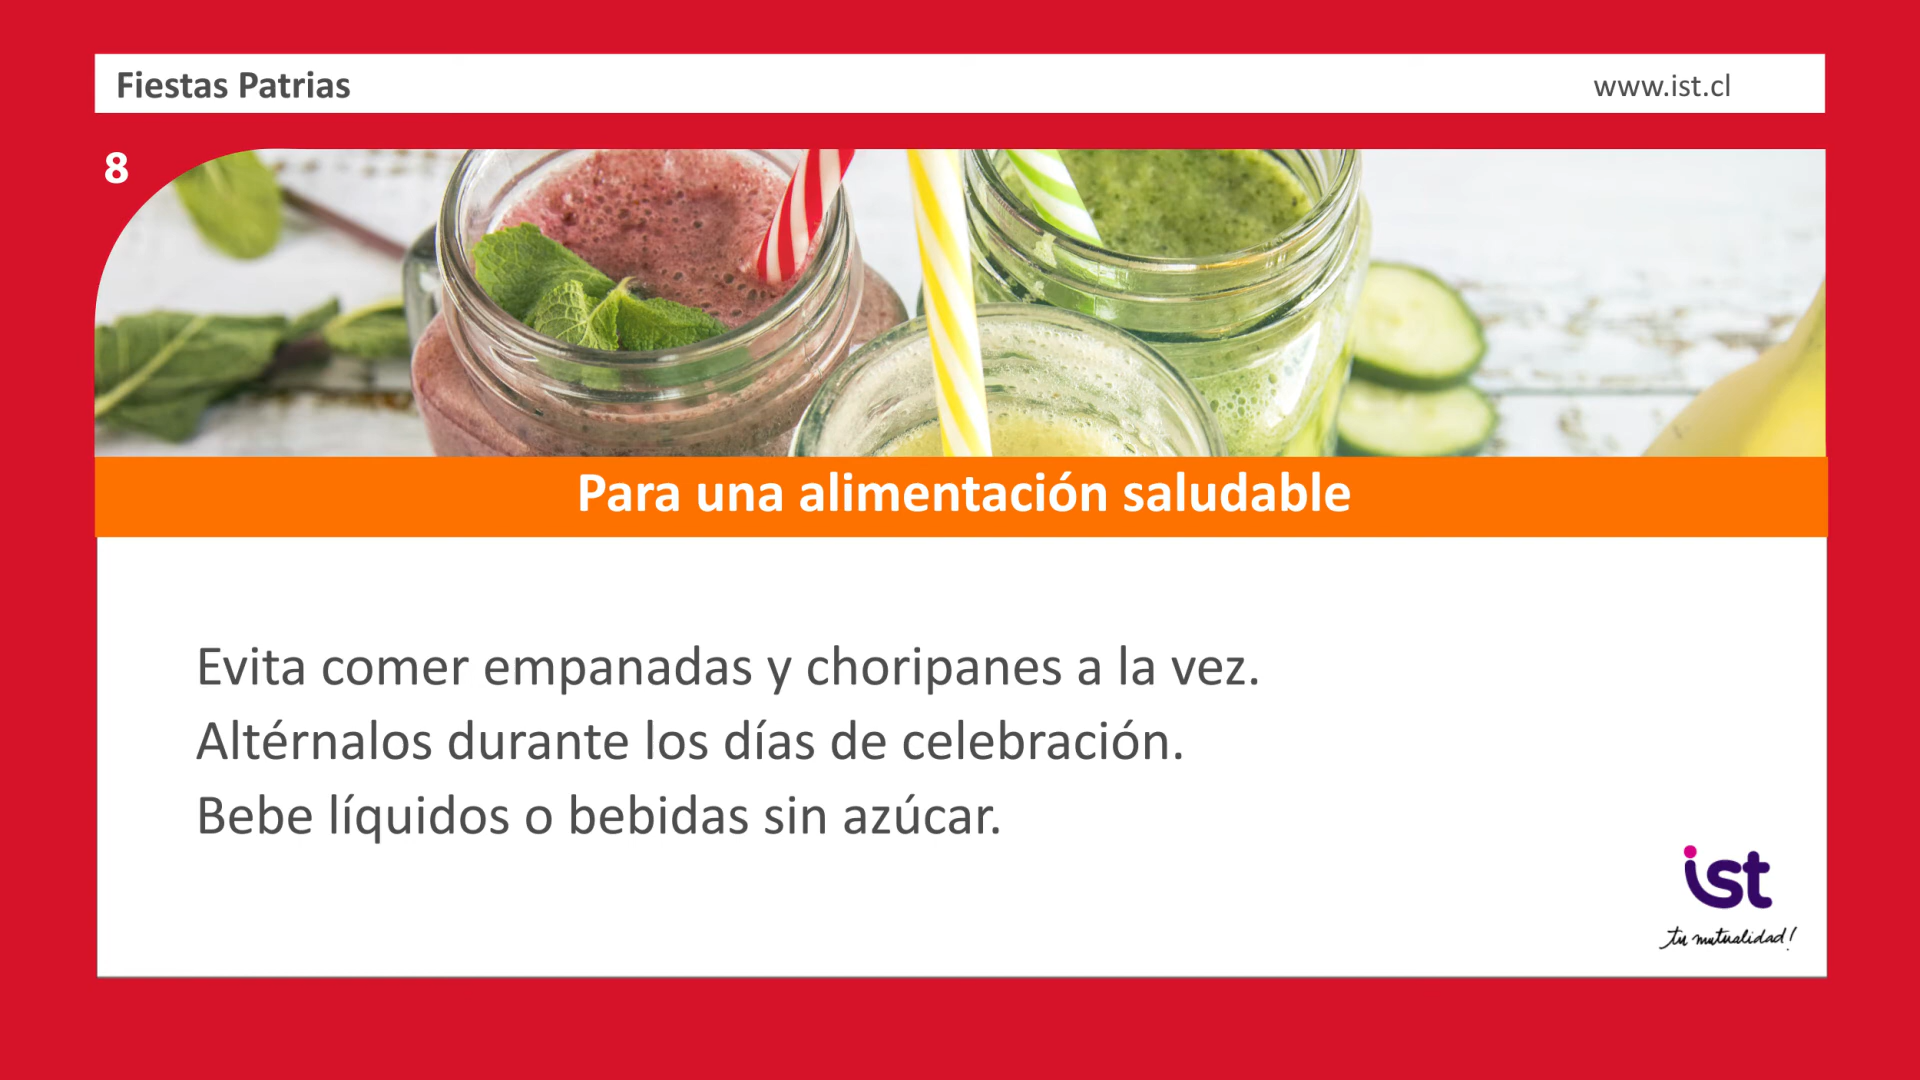 Fiestas Patrias
www.ist.cl
8
Para una alimentación saludable
Evita comer empanadas y choripanes a la vez.
Altérnalos durante los días de celebración.
Bebe líquidos o bebidas sin azúcar.
ist
tu mutualidad!